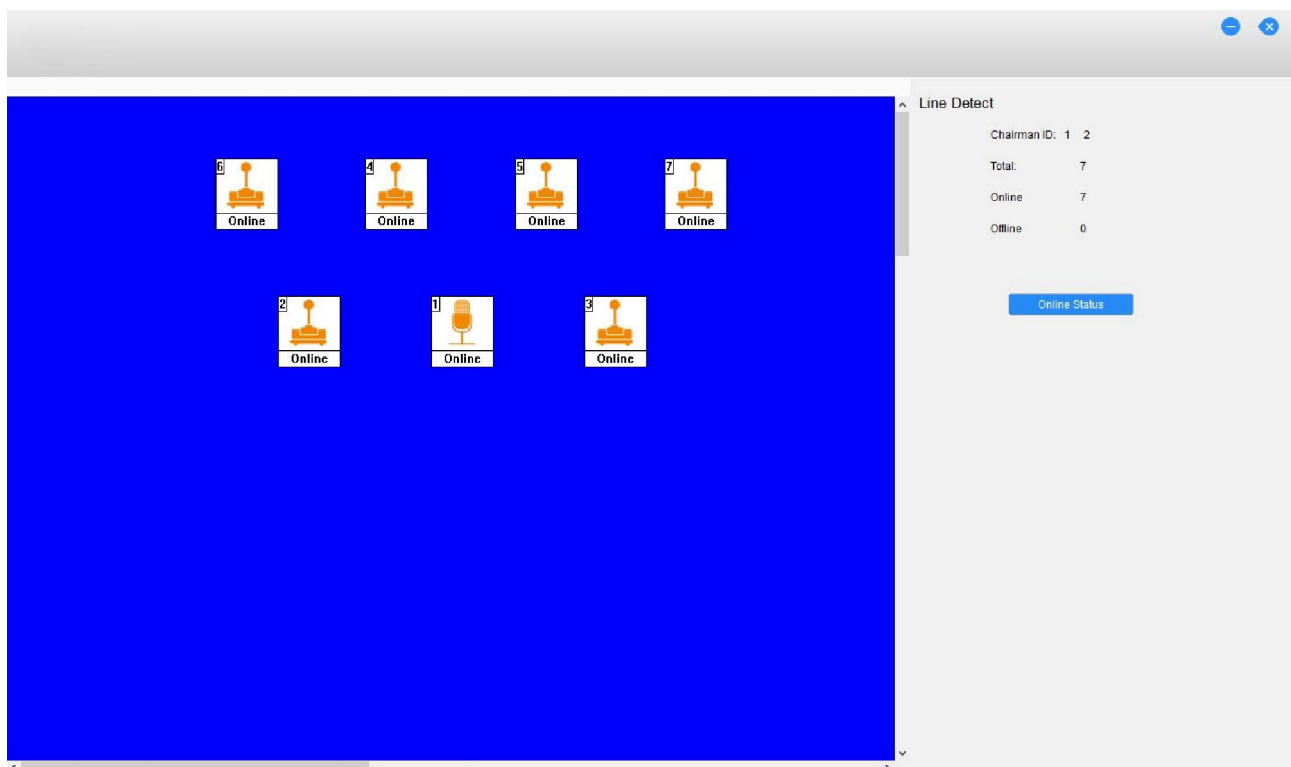 Line Detect
Chairman ID: 1 2
Total: 7
Online 7
Offline 0
Online Status
6
Online
4
Online
5
Online
7
Online
2
Online
1
Online
3
Online